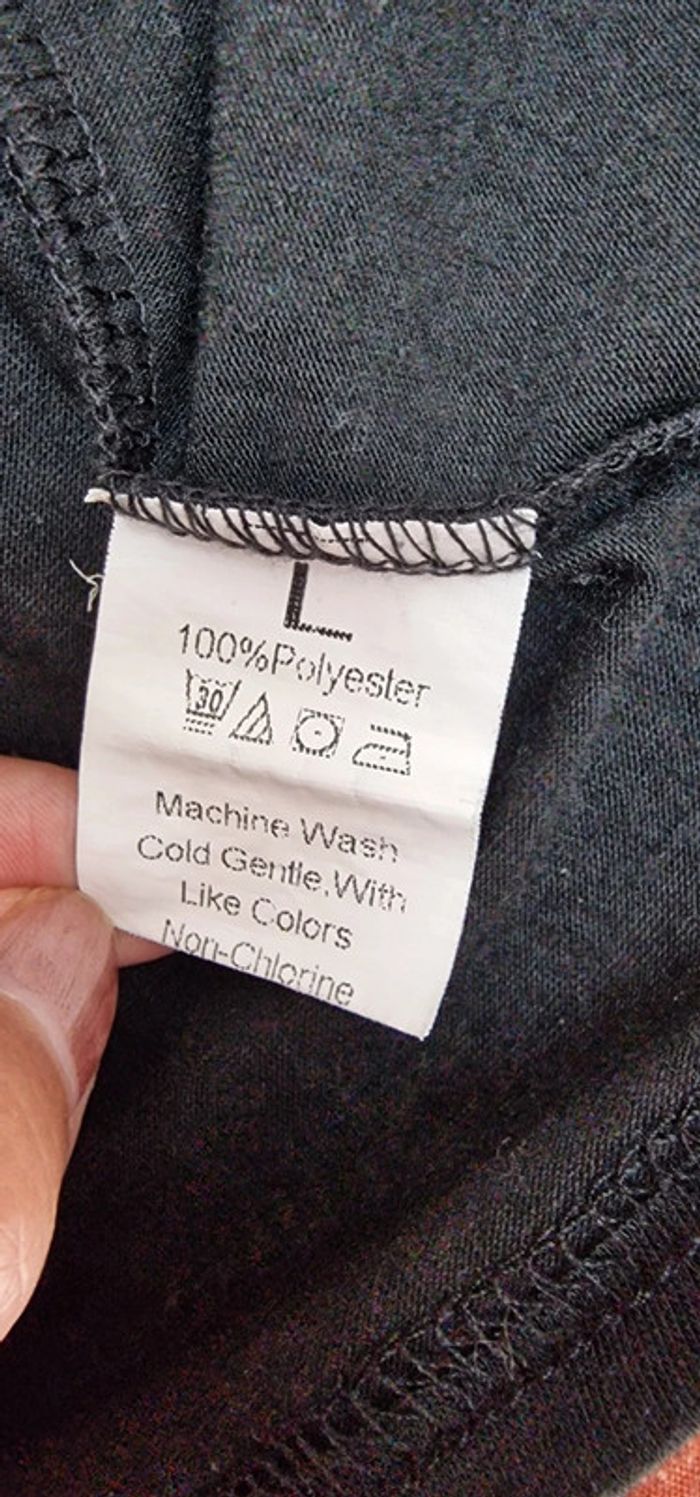 L
100%Polyester
30
Machine Wash
Cold Gentle,With
Like Colors
Non-Chlorine